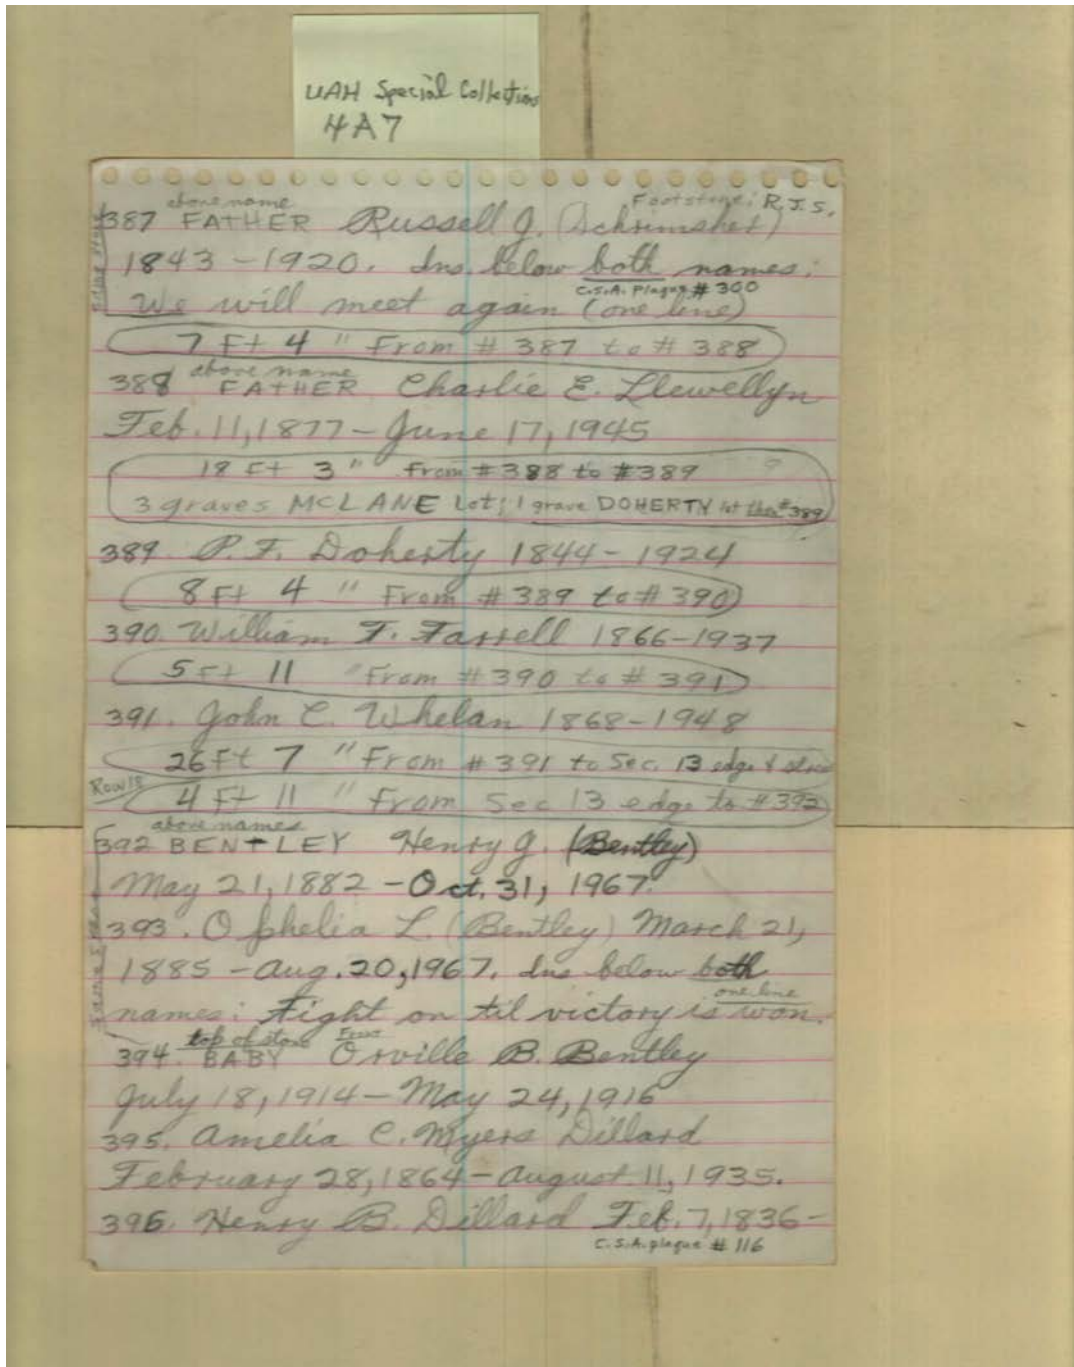 UAH Special Collections
4A7
above name
Footstone: R.J.S.
387 FATHER Russell J. (Schrimsher)
1843 - 1920. Ins. below both names:
C.S.A. Plaque # 300
We will meet again (one line)
7 Ft 4 " From # 387 to # 388
above name
388 FATHER Charlie E. Llewellyn
Feb. 11, 1877 - June 17, 1945
18 Ft 3 " from # 388 to # 389
3 graves MCLANE Lot; 1 grave DOHERTY lot then # 389
389. P. F. Doherty 1844 - 1924
8 Ft 4 " From # 389 to # 390
390. William F. Farrell 1866-1937
5 Ft 11 " From # 390 to # 391
391. John C. Whelan 1868-1948
26 Ft 7 " From # 391 to Sec. 13 edge &
Row 18
4 Ft 11 " From Sec 13 edge to # 392
above names
392 BENTLEY Henry J. (Bentley)
May 21, 1882 - Oct. 31, 1967.
393. Ophelia L. (Bentley) March 21,
1885 - Aug. 20, 1967. Ins below both
one line
names: Fight on til victory is won.
top of stone
394. BABY Orville B. Bentley
July 18, 1914 - May 24, 1916
395. Amelia C. Myers Dillard
February 28, 1864 - August 11, 1935.
396. Henry B. Dillard Feb. 7, 1836 -
C.S.A. plaque # 116